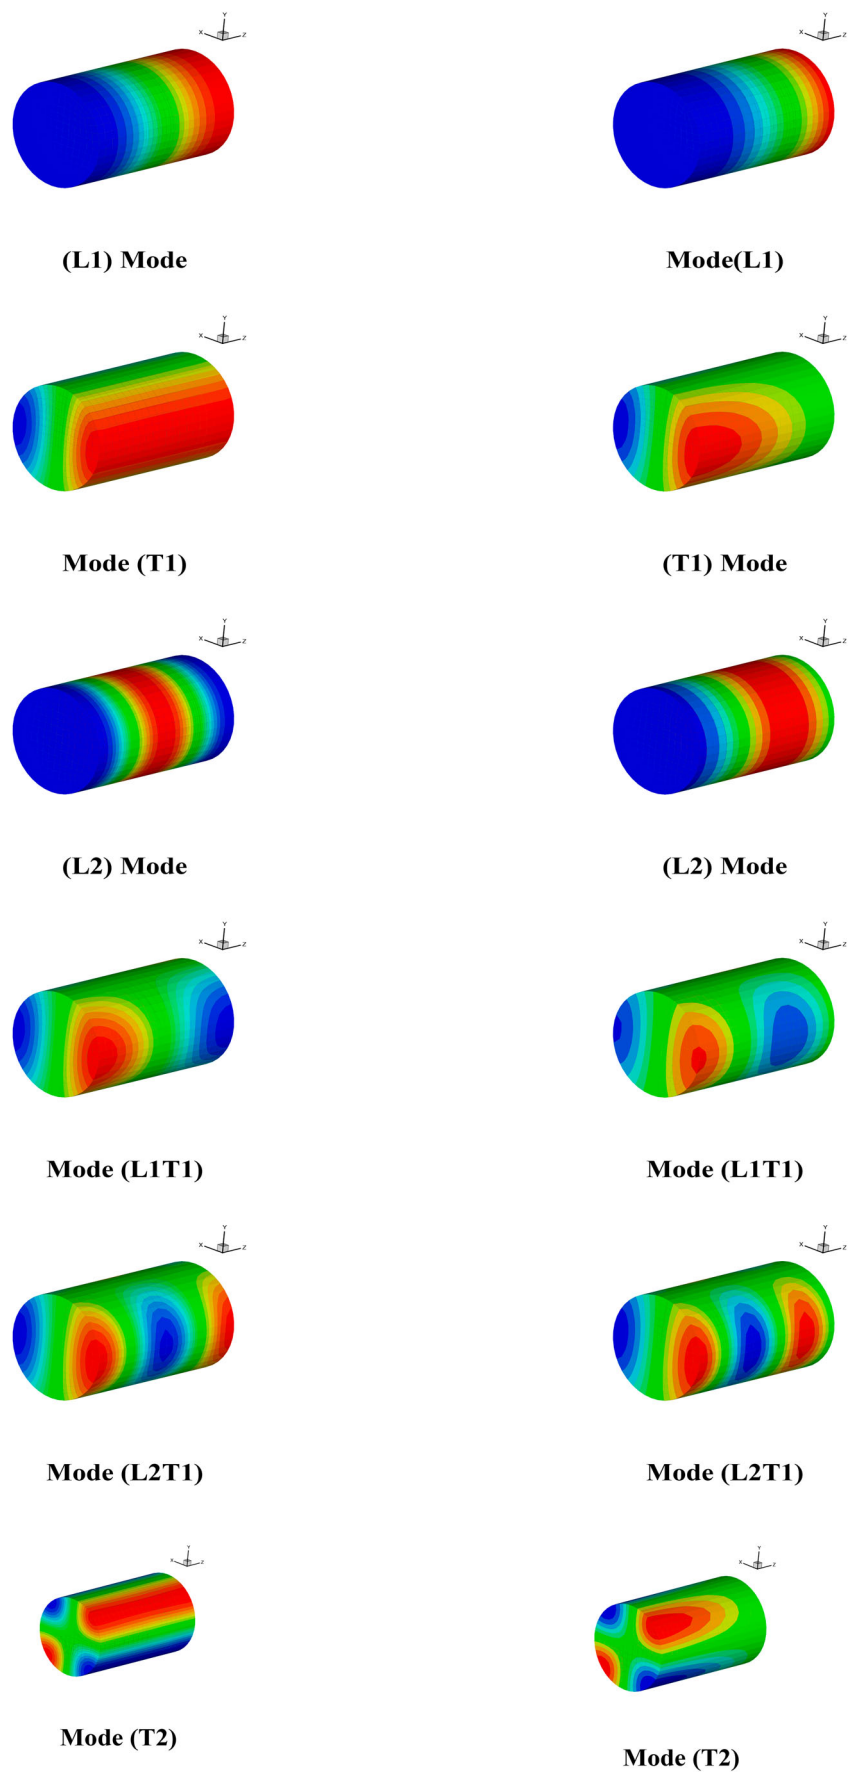 Y
X Z
Y
X Z
(L1) Mode
Mode(L1)
Y
X Z
Y
X Z
Mode (T1)
(T1) Mode
Y
X Z
Y
X Z
(L2) Mode
(L2) Mode
Y
X Z
Y
X Z
Mode (L1T1)
Mode (L1T1)
Y
X Z
Y
X Z
Mode (L2T1)
Mode (L2T1)
Y
X Z
Y
X Z
Mode (T2)
Mode (T2)